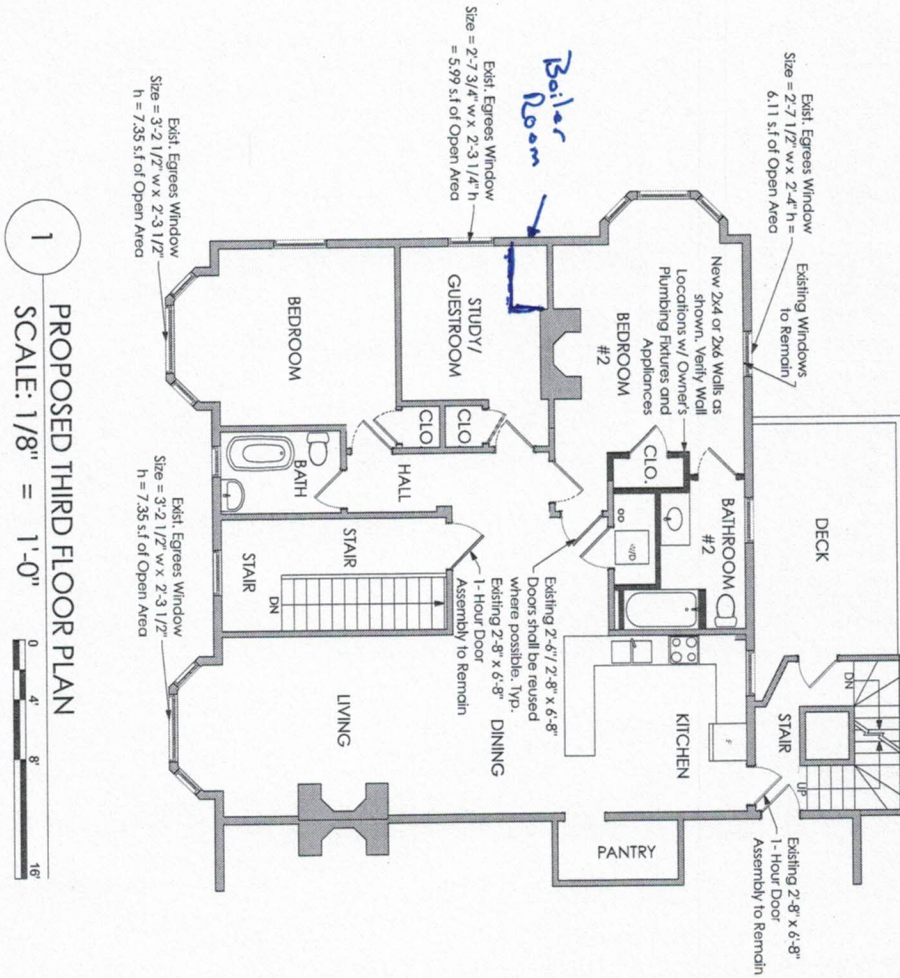 Exist. Egrees Window
Size = 2'-7 1/2" w x 2'-4" h =
6.11 s.f of Open Area
Existing Windows
to Remain
Boiler
Room
Exist. Egrees Window
Size = 2'-7 3/4" w x 2'-3 1/4" h
= 5.99 s.f of Open Area
Exist. Egrees Window
Size = 3'-2 1/2" w x 2'-3 1/2"
h = 7.35 s.f of Open Area
New 2x4 or 2x6 Walls as
shown. Verify Wall
Locations w/ Owner's
Plumbing Fixtures and
Appliances
BEDROOM
#2
STUDY/
GUESTROOM
BEDROOM
CLO
CLO
CLO.
BATHROOM
#2
DECK
W/D
HALL
BATH
STAIR
STAIR
DN
Existing 2'-6"/ 2'-8" x 6'-8"
Doors shall be reused
where possible. Typ.
Existing 2'-8" x 6'-8"
1- Hour Door
Assembly to Remain
DINING
KITCHEN
F
LIVING
STAIR
DN
UP
PANTRY
Existing 2'-8" x 6'-8"
1- Hour Door
Assembly to Remain
Exist. Egrees Window
Size = 3'-2 1/2" w x 2'-3 1/2"
h = 7.35 s.f of Open Area
1
PROPOSED THIRD FLOOR PLAN
SCALE: 1/8" = 1'-0"
0 4' 8' 16'